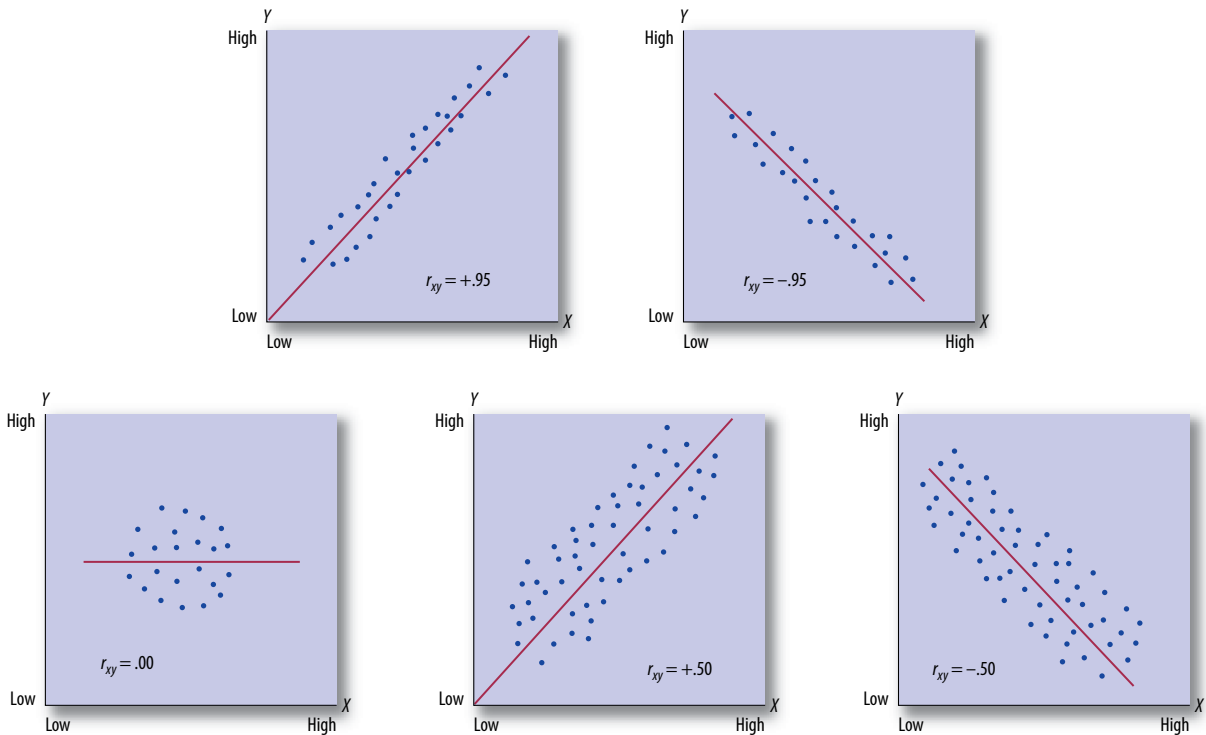 Y
High
r_xy = +.95
Low
X
Low High
Y
High
r_xy = –.95
Low
X
Low High
Y
High
r_xy = .00
Low
X
Low High
Y
High
r_xy = +.50
Low
X
Low High
Y
High
r_xy = –.50
Low
X
Low High